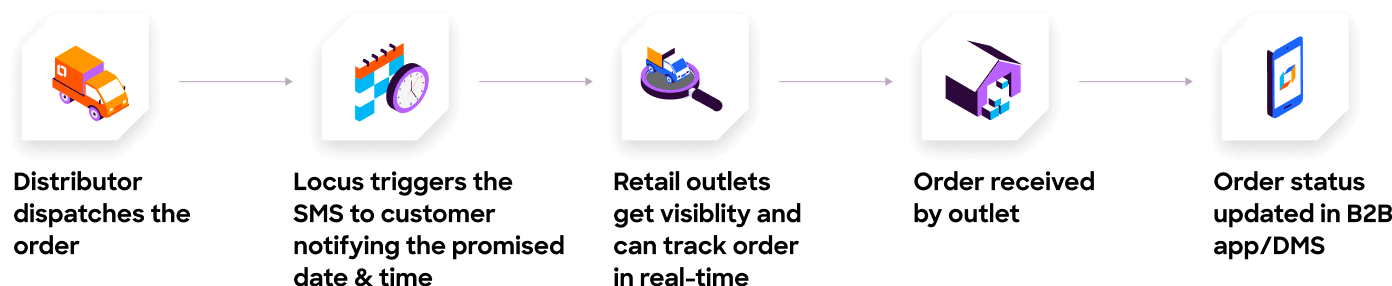 Distributor
dispatches the
order
Locus triggers the
SMS to customer
notifying the promised
date & time
Retail outlets
get visiblity and
can track order
in real-time
Order received
by outlet
Order status
updated in B2B
app/DMS